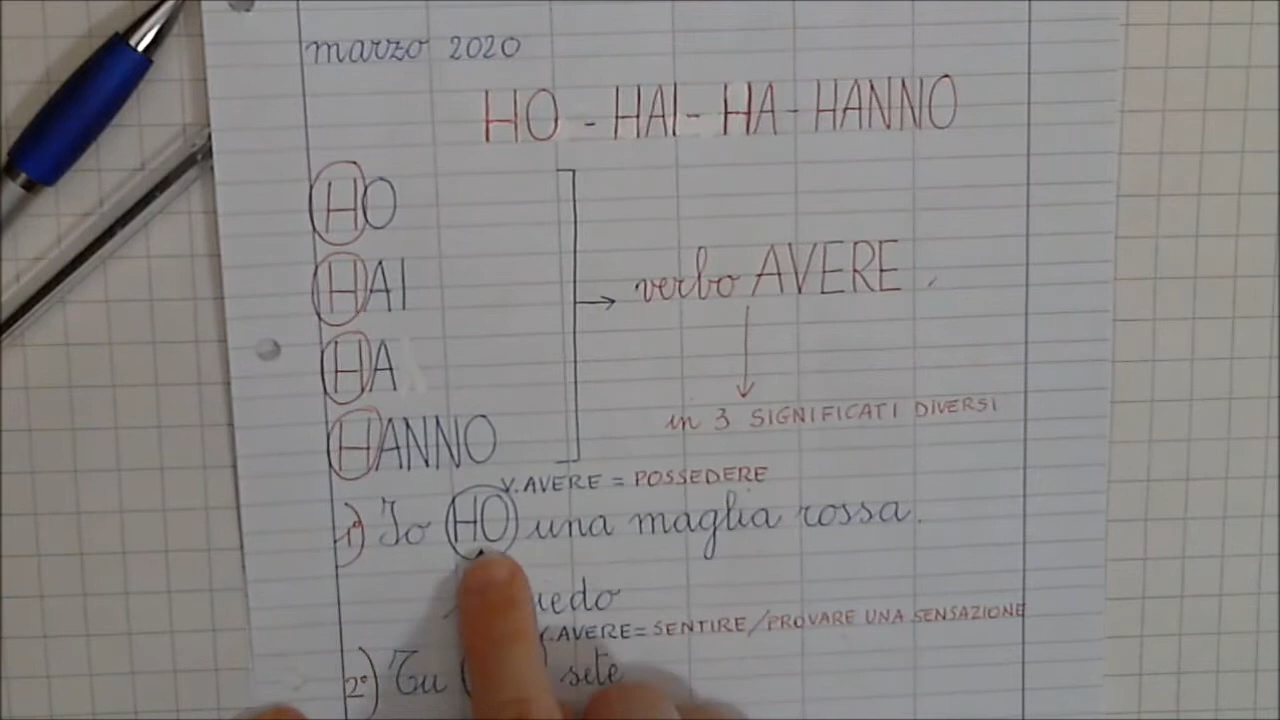 marzo 2020
HO - HAI - HA - HANNO
HO
HAI
HA
HANNO
verbo AVERE
in 3 SIGNIFICATI DIVERSI
V. AVERE = POSSEDERE
1°) Io HO una maglia rossa.
V. AVERE = SENTIRE/PROVARE UNA SENSAZIONE
2°) Tu sete